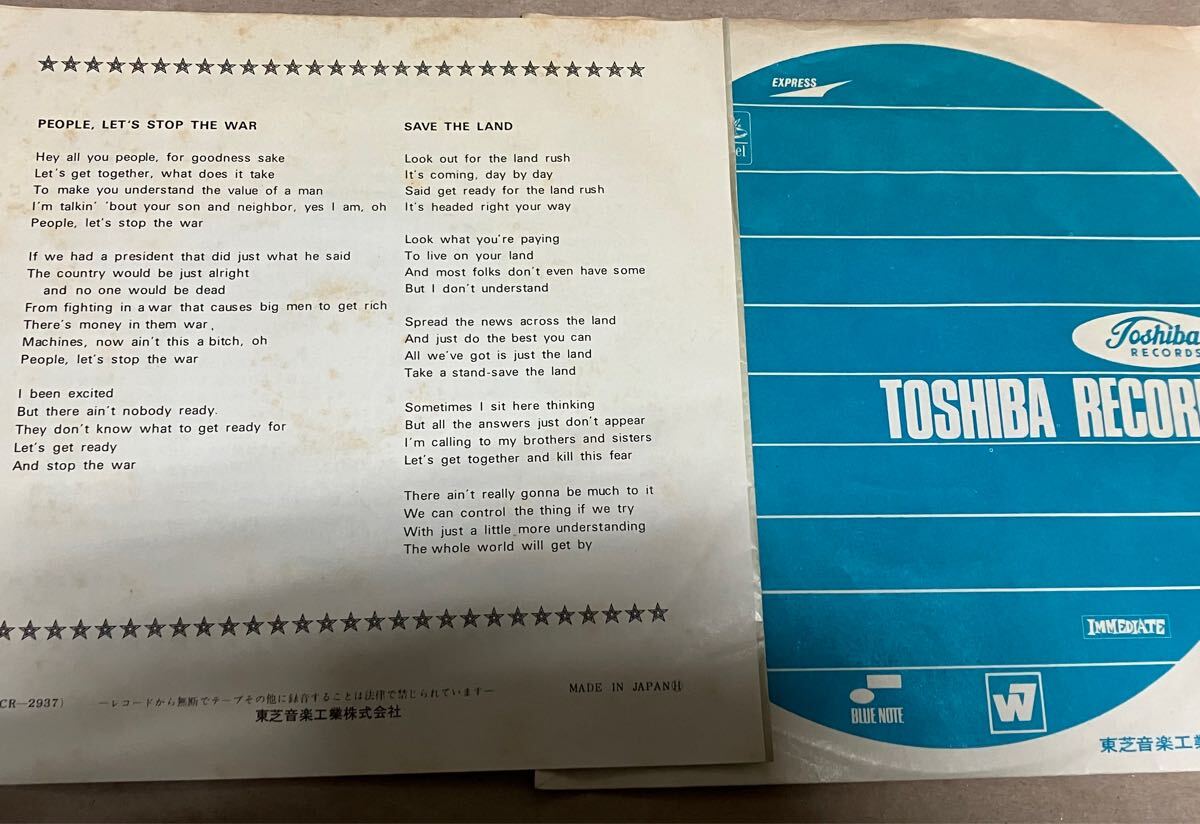 PEOPLE, LET'S STOP THE WAR
Hey all you people, for goodness sake
Let's get together, what does it take
To make you understand the value of a man
I'm talkin' 'bout your son and neighbor, yes I am, oh
People, let's stop the war
If we had a president that did just what he said
The country would be just alright
and no one would be dead
From fighting in a war that causes big men to get rich
There's money in them war,
Machines, now ain't this a bitch, oh
People, let's stop the war
I been excited
But there ain't nobody ready.
They don't know what to get ready for
Let's get ready
And stop the war
SAVE THE LAND
Look out for the land rush
It's coming, day by day
Said get ready for the land rush
It's headed right your way
Look what you're paying
To live on your land
And most folks don't even have some
But I don't understand
Spread the news across the land
And just do the best you can
All we've got is just the land
Take a stand-save the land
Sometimes I sit here thinking
But all the answers just don't appear
I'm calling to my brothers and sisters
Let's get together and kill this fear
There ain't really gonna be much to it
We can control the thing if we try
With just a little more understanding
The whole world will get by
CR-2937)
—レコードから無断でテープその他に録音することは法律で禁じられています—
MADE IN JAPAN Ⓗ
東芝音楽工業株式会社
EXPRESS
el
Toshiba
RECORDS
TOSHIBA RECOR
IMMEDIATE
BLUE NOTE
W7
東芝音楽工業